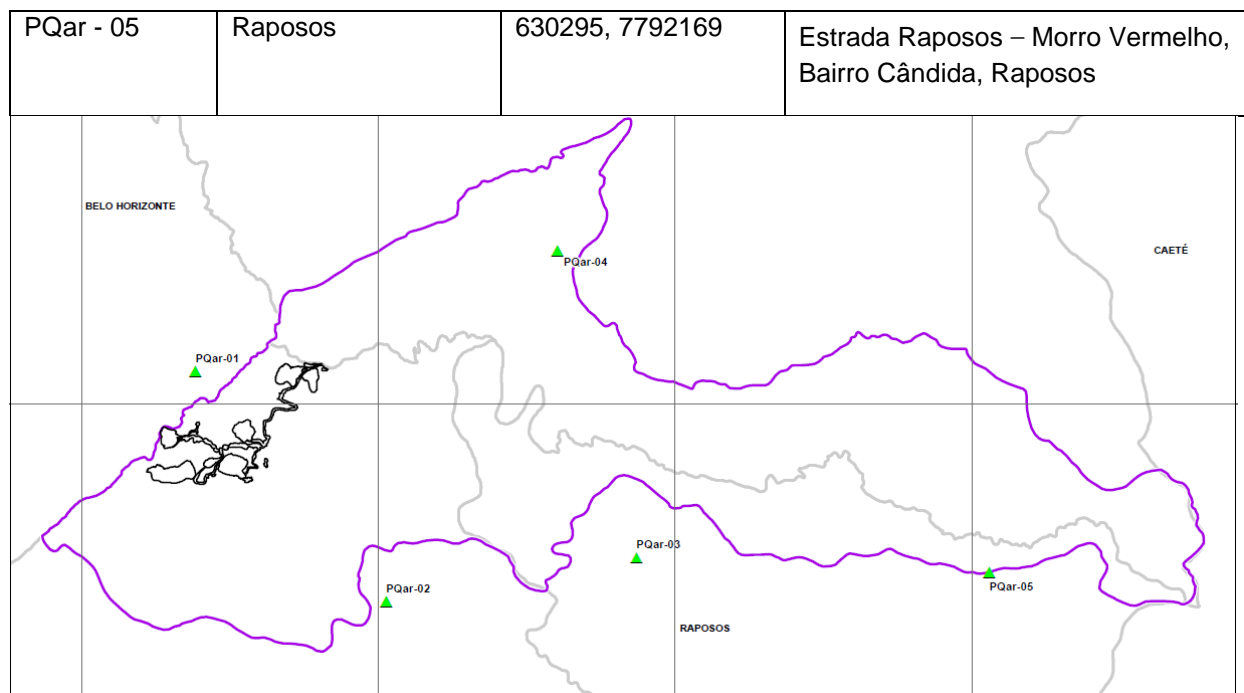 PQar - 05 Raposos 630295, 7792169 Estrada Raposos – Morro Vermelho,
Bairro Cândida, Raposos
BELO HORIZONTE
CAETÉ
PQar-04
PQar-01
PQar-03
PQar-02
PQar-05
RAPOSOS